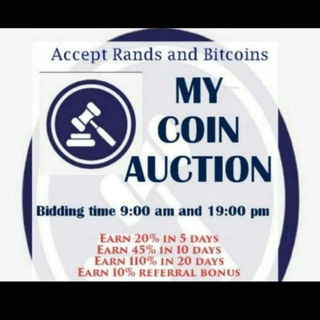 Accept Rands and Bitcoins
MY
COIN
AUCTION
Bidding time 9:00 am and 19:00 pm
EARN 20% IN 5 DAYS
EARN 45% IN 10 DAYS
EARN 110% IN 20 DAYS
EARN 10% REFERRAL BONUS